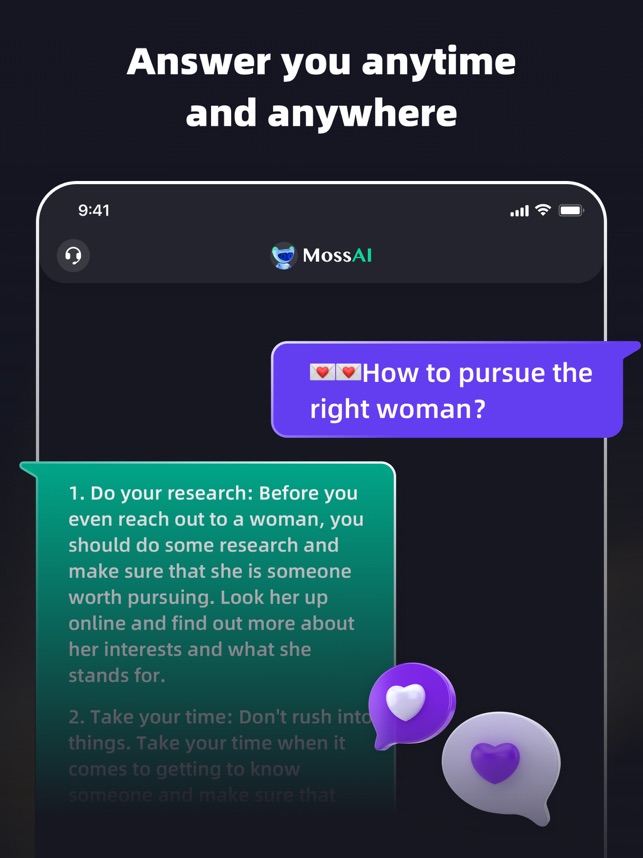 Answer you anytime
and anywhere
9:41
MossAI
💌💌How to pursue the
right woman?
1. Do your research: Before you
even reach out to a woman, you
should do some research and
make sure that she is someone
worth pursuing. Look her up
online and find out more about
her interests and what she
stands for.
2. Take your time: Don't rush into
things. Take your time when it
comes to getting to know
someone and make sure that